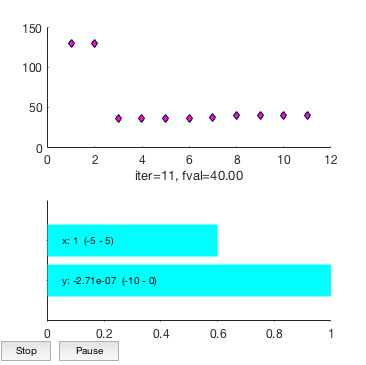 150
100
50
0
0 2 4 6 8 10 12
iter=11, fval=40.00
x: 1 (-5 - 5)
y: -2.71e-07 (-10 - 0)
0 0.2 0.4 0.6 0.8 1
Stop Pause